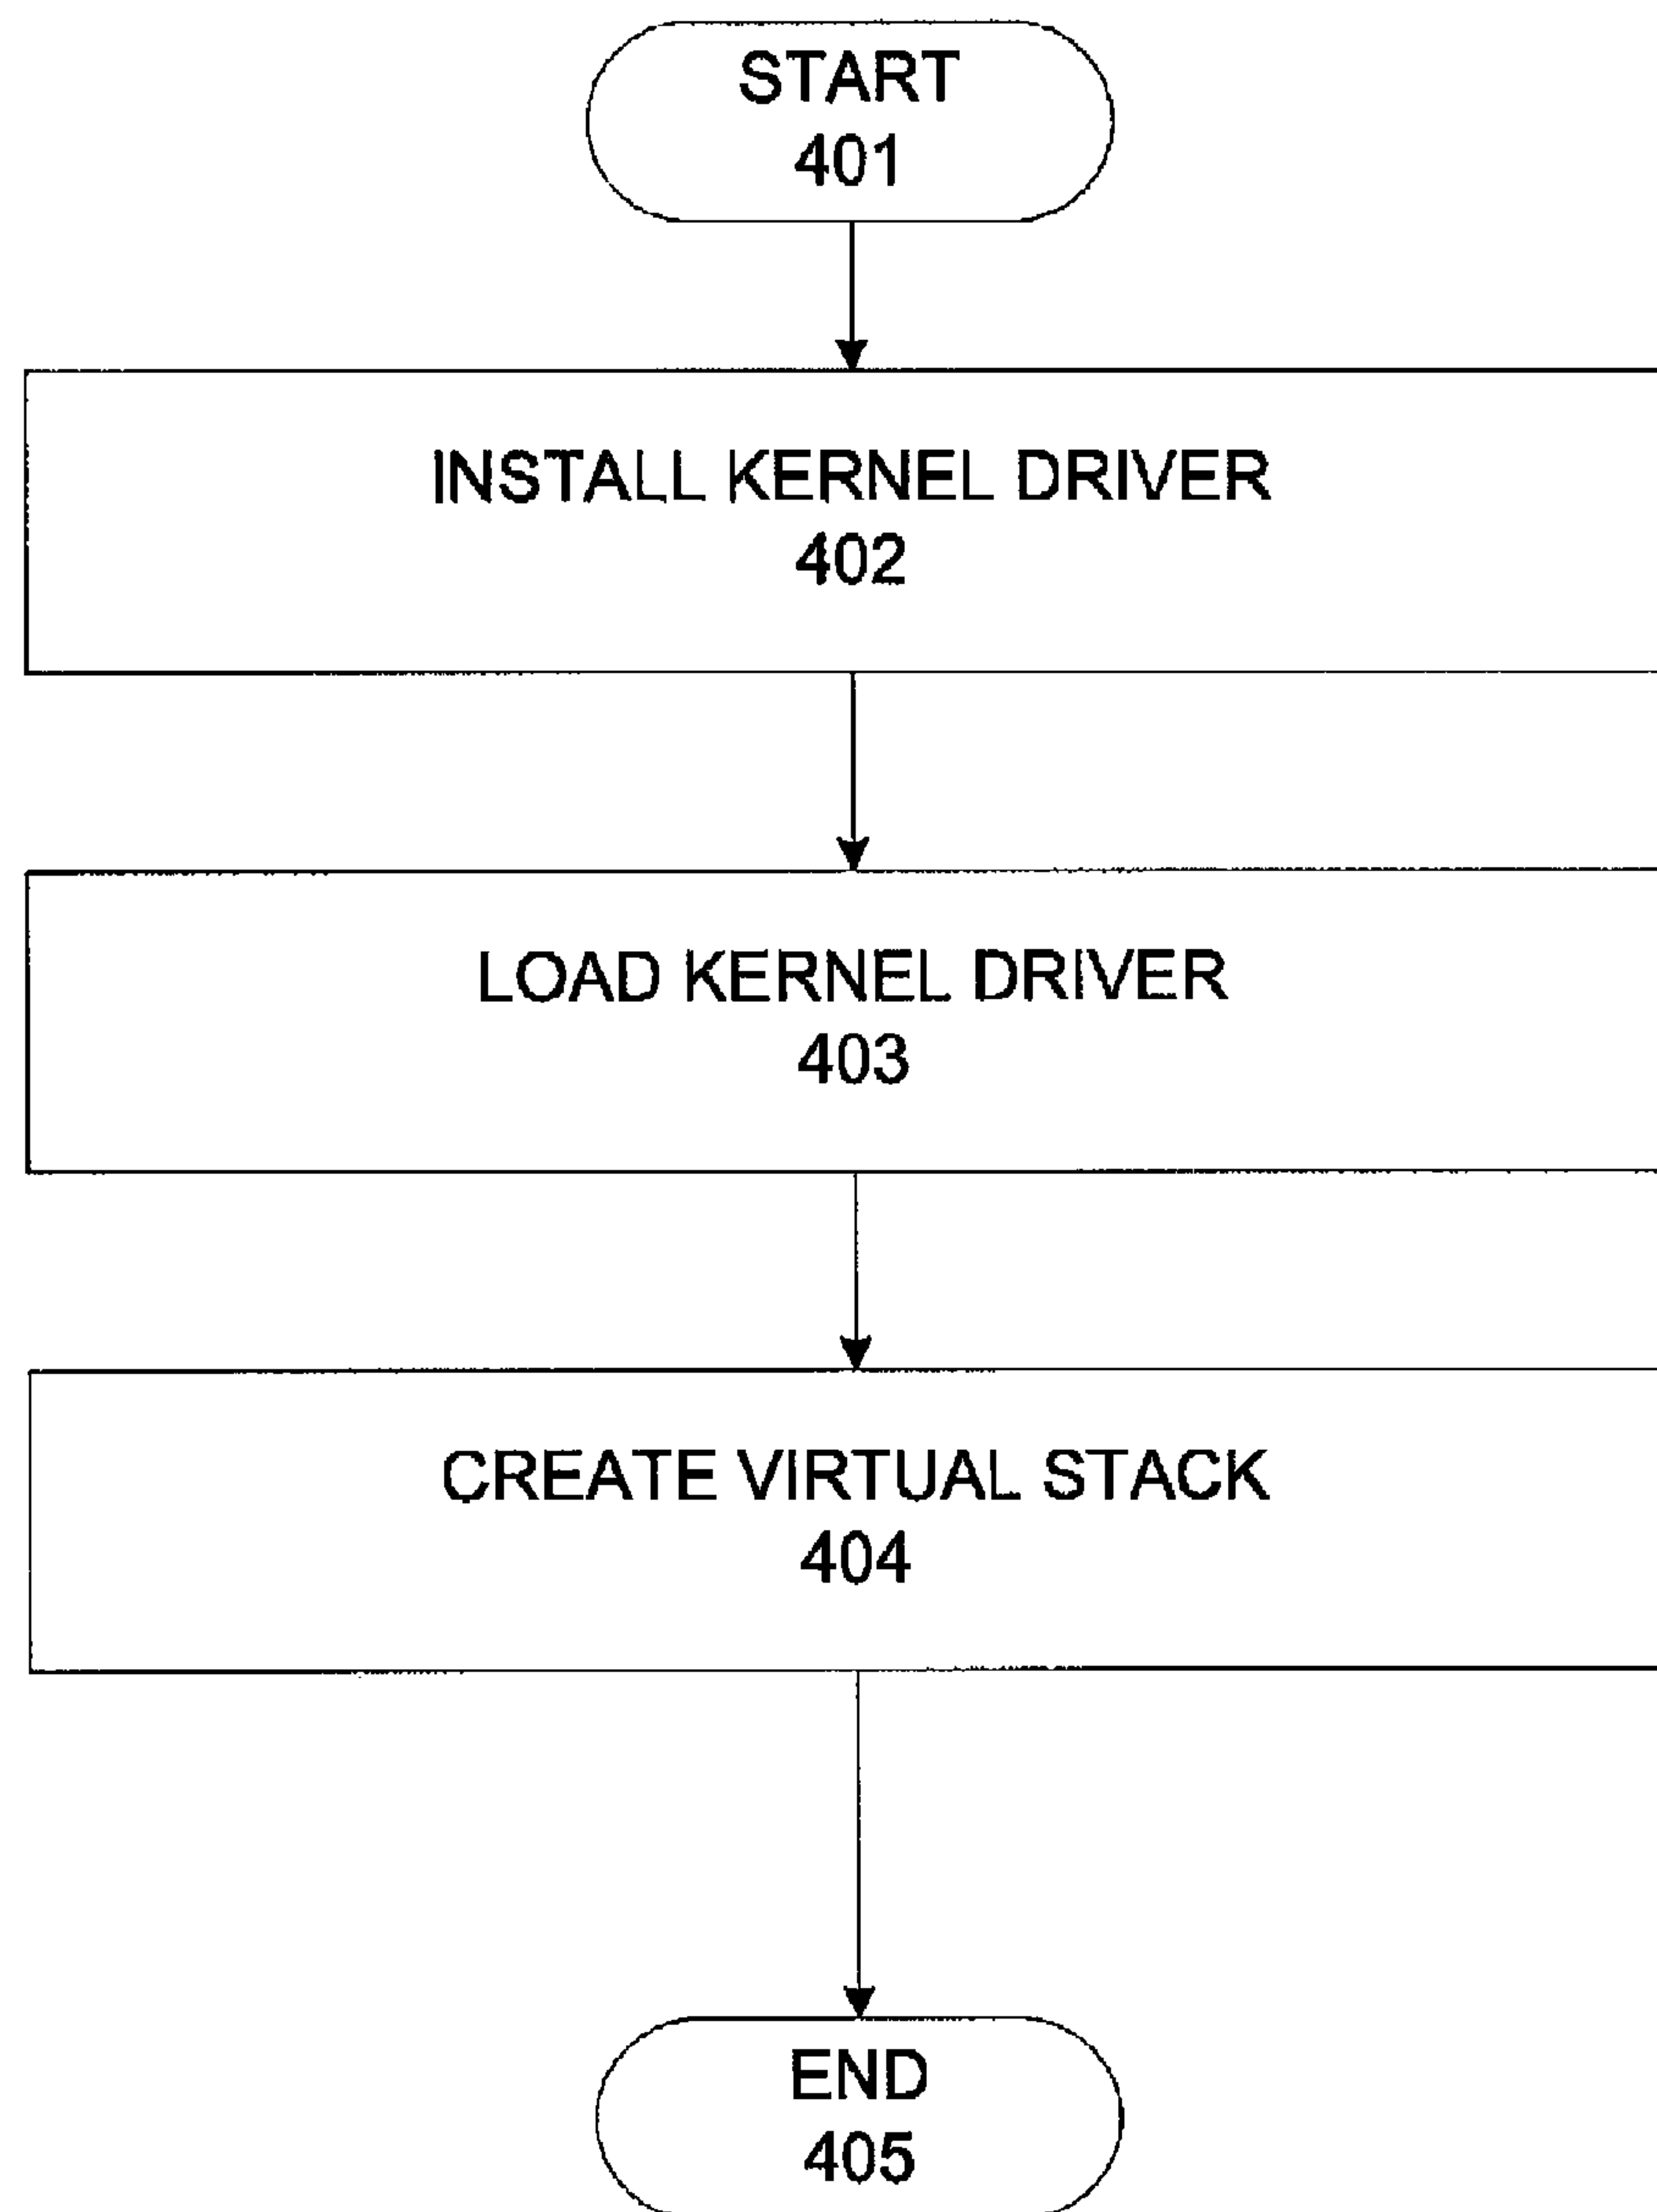 START
401
INSTALL KERNEL DRIVER
402
LOAD KERNEL DRIVER
403
CREATE VIRTUAL STACK
404
END
405